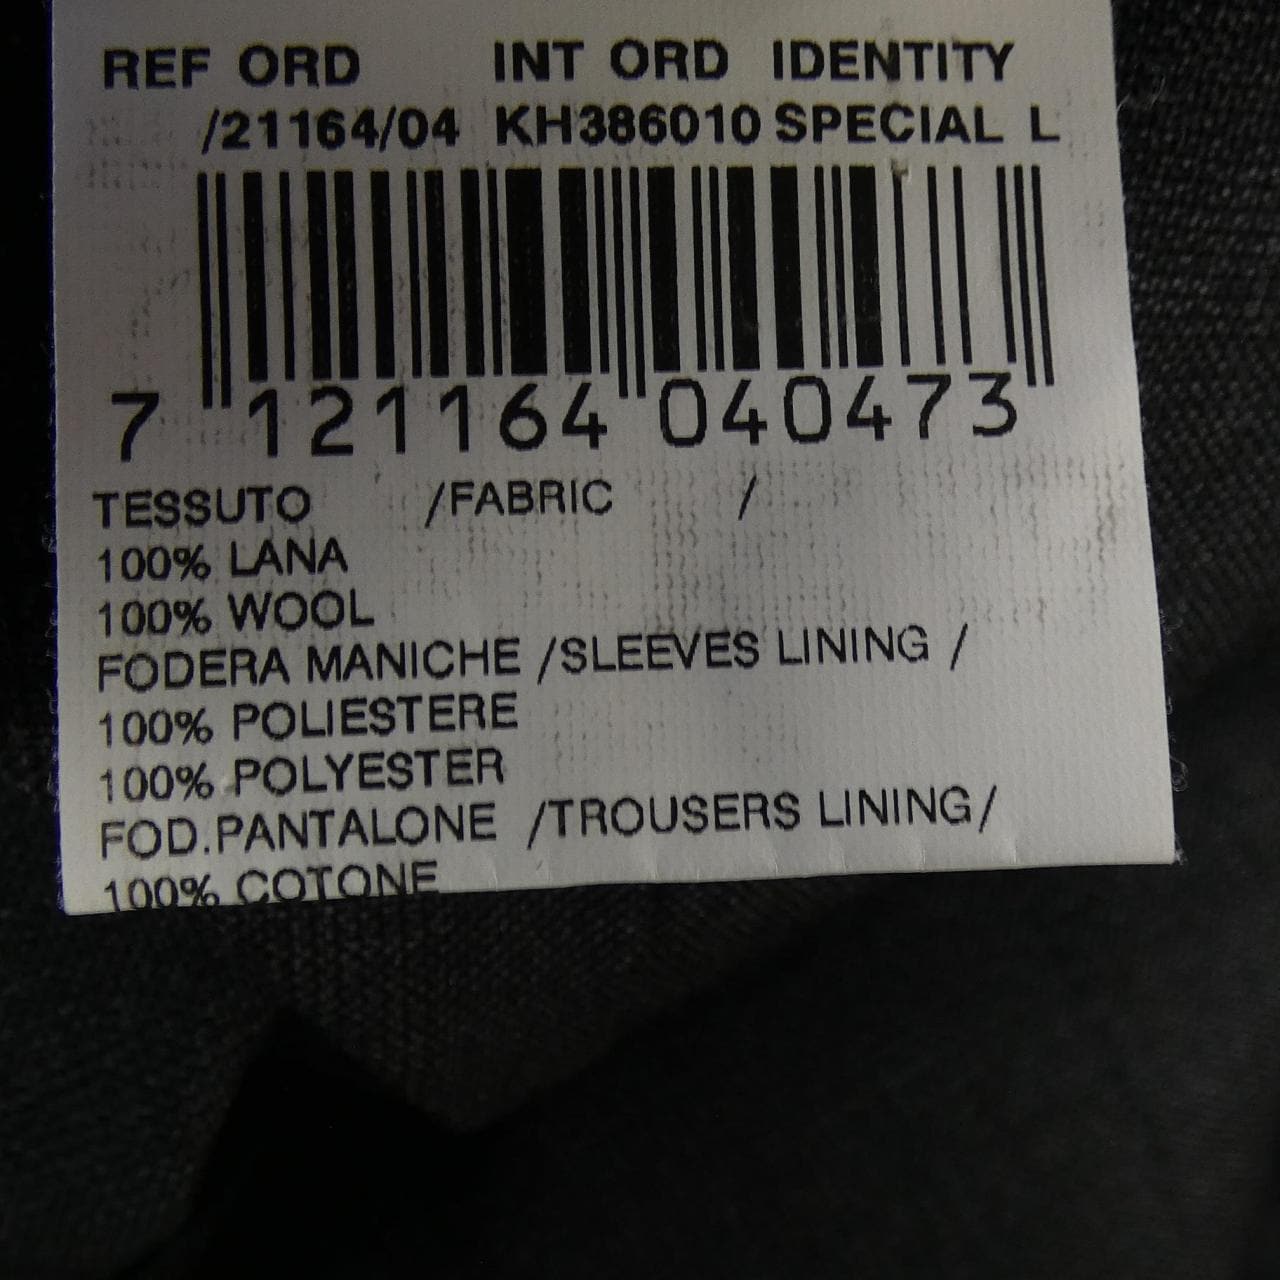 REF ORD INT ORD IDENTITY
/21164/04 KH386010 SPECIAL L
7 121164 040473
TESSUTO /FABRIC /
100% LANA
100% WOOL
FODERA MANICHE /SLEEVES LINING /
100% POLIESTERE
100% POLYESTER
FOD.PANTALONE /TROUSERS LINING/
100% COTONE